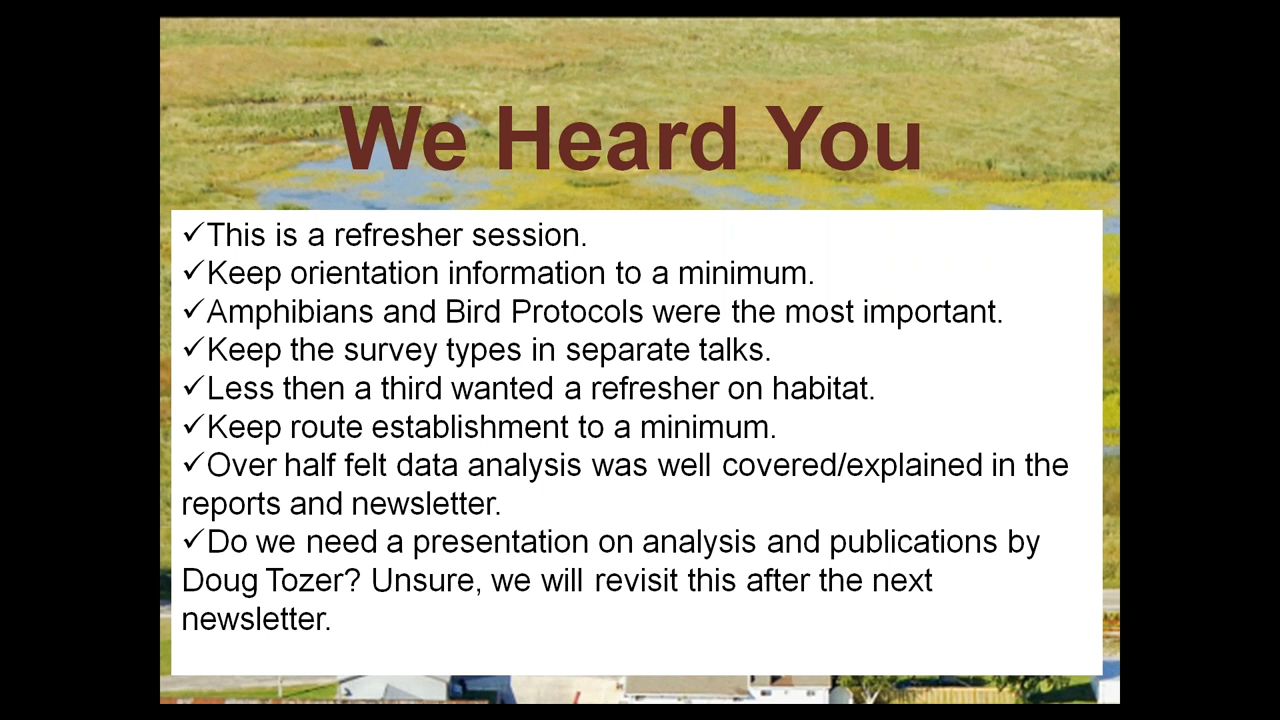 We Heard You
✓This is a refresher session.
✓Keep orientation information to a minimum.
✓Amphibians and Bird Protocols were the most important.
✓Keep the survey types in separate talks.
✓Less then a third wanted a refresher on habitat.
✓Keep route establishment to a minimum.
✓Over half felt data analysis was well covered/explained in the
reports and newsletter.
✓Do we need a presentation on analysis and publications by
Doug Tozer? Unsure, we will revisit this after the next
newsletter.